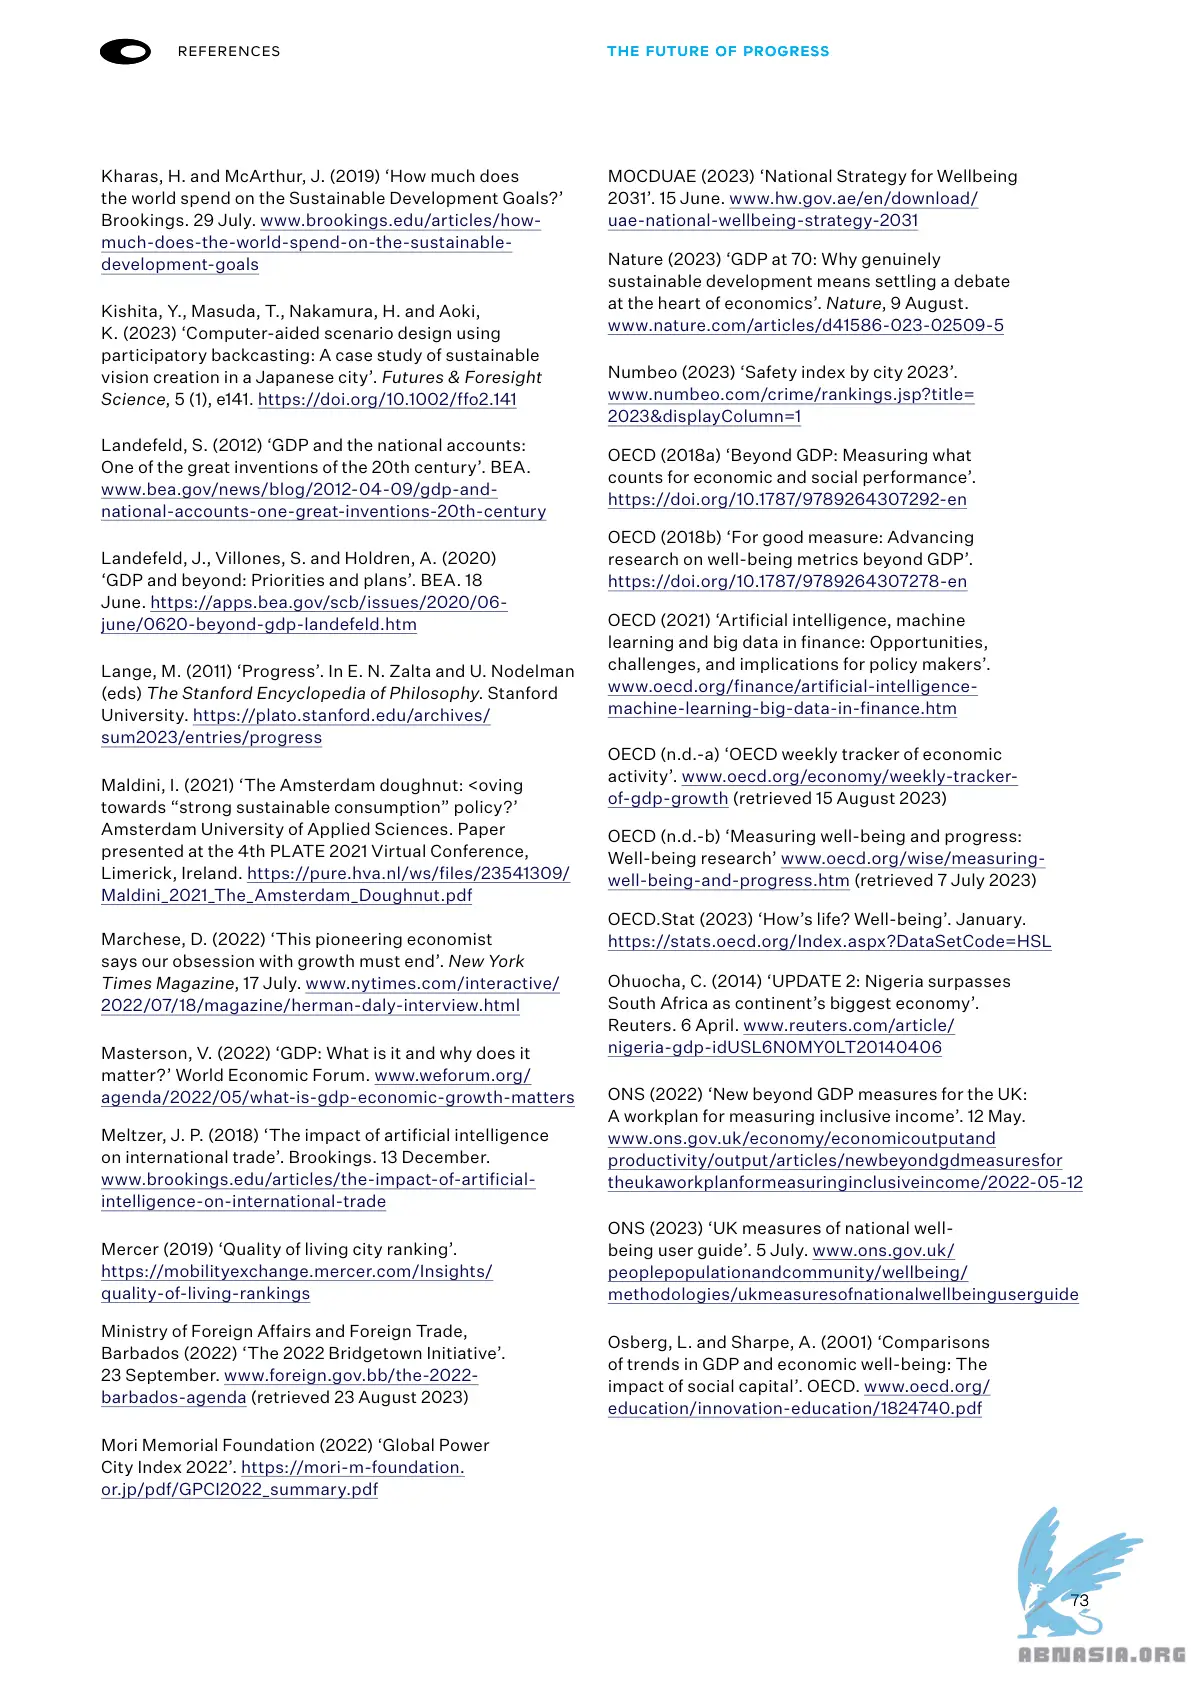 REFERENCES
THE FUTURE OF PROGRESS
Kharas, H. and McArthur, J. (2019) ‘How much does
the world spend on the Sustainable Development Goals?’
Brookings. 29 July. www.brookings.edu/articles/how-
much-does-the-world-spend-on-the-sustainable-
development-goals
Kishita, Y., Masuda, T., Nakamura, H. and Aoki,
K. (2023) ‘Computer-aided scenario design using
participatory backcasting: A case study of sustainable
vision creation in a Japanese city’. Futures & Foresight
Science, 5 (1), e141. https://doi.org/10.1002/ffo2.141
Landefeld, S. (2012) ‘GDP and the national accounts:
One of the great inventions of the 20th century’. BEA.
www.bea.gov/news/blog/2012-04-09/gdp-and-
national-accounts-one-great-inventions-20th-century
Landefeld, J., Villones, S. and Holdren, A. (2020)
‘GDP and beyond: Priorities and plans’. BEA. 18
June. https://apps.bea.gov/scb/issues/2020/06-
june/0620-beyond-gdp-landefeld.htm
Lange, M. (2011) ‘Progress’. In E. N. Zalta and U. Nodelman
(eds) The Stanford Encyclopedia of Philosophy. Stanford
University. https://plato.stanford.edu/archives/
sum2023/entries/progress
Maldini, I. (2021) ‘The Amsterdam doughnut: <oving
towards “strong sustainable consumption” policy?’
Amsterdam University of Applied Sciences. Paper
presented at the 4th PLATE 2021 Virtual Conference,
Limerick, Ireland. https://pure.hva.nl/ws/files/23541309/
Maldini_2021_The_Amsterdam_Doughnut.pdf
Marchese, D. (2022) ‘This pioneering economist
says our obsession with growth must end’. New York
Times Magazine, 17 July. www.nytimes.com/interactive/
2022/07/18/magazine/herman-daly-interview.html
Masterson, V. (2022) ‘GDP: What is it and why does it
matter?’ World Economic Forum. www.weforum.org/
agenda/2022/05/what-is-gdp-economic-growth-matters
Meltzer, J. P. (2018) ‘The impact of artificial intelligence
on international trade’. Brookings. 13 December.
www.brookings.edu/articles/the-impact-of-artificial-
intelligence-on-international-trade
Mercer (2019) ‘Quality of living city ranking’.
https://mobilityexchange.mercer.com/Insights/
quality-of-living-rankings
Ministry of Foreign Affairs and Foreign Trade,
Barbados (2022) ‘The 2022 Bridgetown Initiative’.
23 September. www.foreign.gov.bb/the-2022-
barbados-agenda (retrieved 23 August 2023)
Mori Memorial Foundation (2022) ‘Global Power
City Index 2022’. https://mori-m-foundation.
or.jp/pdf/GPCI2022_summary.pdf
MOCDUAE (2023) ‘National Strategy for Wellbeing
2031’. 15 June. www.hw.gov.ae/en/download/
uae-national-wellbeing-strategy-2031
Nature (2023) ‘GDP at 70: Why genuinely
sustainable development means settling a debate
at the heart of economics’. Nature, 9 August.
www.nature.com/articles/d41586-023-02509-5
Numbeo (2023) ‘Safety index by city 2023’.
www.numbeo.com/crime/rankings.jsp?title=
2023&displayColumn=1
OECD (2018a) ‘Beyond GDP: Measuring what
counts for economic and social performance’.
https://doi.org/10.1787/9789264307292-en
OECD (2018b) ‘For good measure: Advancing
research on well-being metrics beyond GDP’.
https://doi.org/10.1787/9789264307278-en
OECD (2021) ‘Artificial intelligence, machine
learning and big data in finance: Opportunities,
challenges, and implications for policy makers’.
www.oecd.org/finance/artificial-intelligence-
machine-learning-big-data-in-finance.htm
OECD (n.d.-a) ‘OECD weekly tracker of economic
activity’. www.oecd.org/economy/weekly-tracker-
of-gdp-growth (retrieved 15 August 2023)
OECD (n.d.-b) ‘Measuring well-being and progress:
Well-being research’ www.oecd.org/wise/measuring-
well-being-and-progress.htm (retrieved 7 July 2023)
OECD.Stat (2023) ‘How’s life? Well-being’. January.
https://stats.oecd.org/Index.aspx?DataSetCode=HSL
Ohuocha, C. (2014) ‘UPDATE 2: Nigeria surpasses
South Africa as continent’s biggest economy’.
Reuters. 6 April. www.reuters.com/article/
nigeria-gdp-idUSL6N0MY0LT20140406
ONS (2022) ‘New beyond GDP measures for the UK:
A workplan for measuring inclusive income’. 12 May.
www.ons.gov.uk/economy/economicoutputand
productivity/output/articles/newbeyondgdmeasuresfor
theukaworkplanformeasuringinclusiveincome/2022-05-12
ONS (2023) ‘UK measures of national well-
being user guide’. 5 July. www.ons.gov.uk/
peoplepopulationandcommunity/wellbeing/
methodologies/ukmeasuresofnationalwellbeinguserguide
Osberg, L. and Sharpe, A. (2001) ‘Comparisons
of trends in GDP and economic well-being: The
impact of social capital’. OECD. www.oecd.org/
education/innovation-education/1824740.pdf
73
ABNASIA.ORG